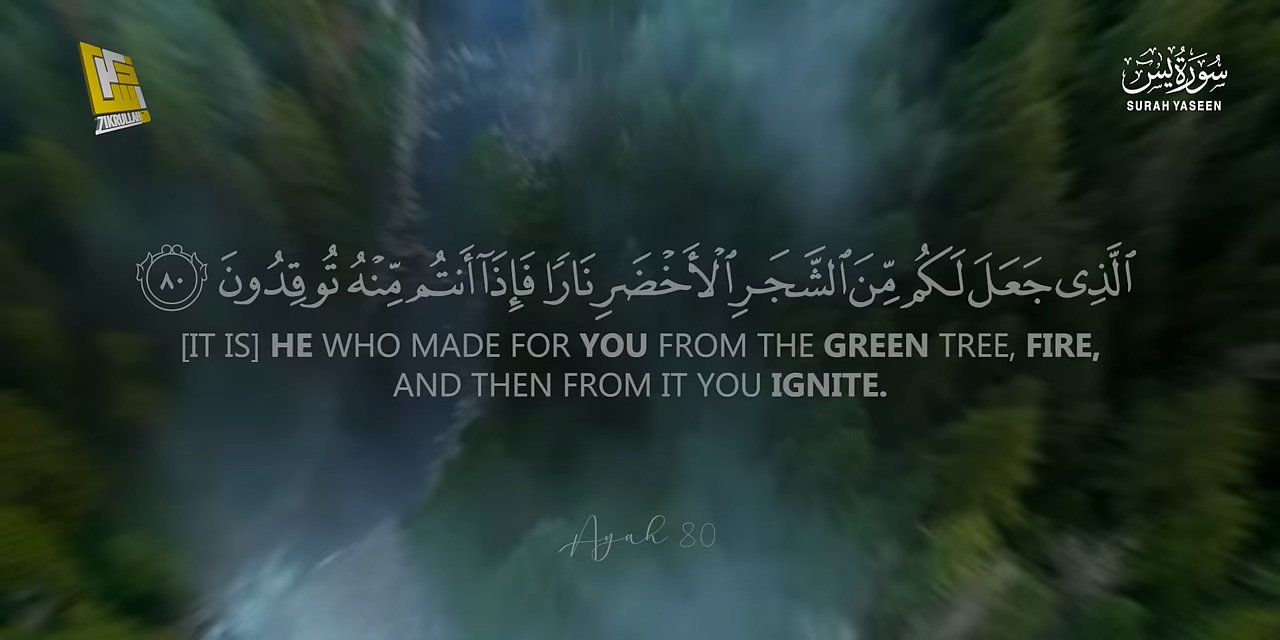 ZIKRULLAH
سُورَةُ يس
SURAH YASEEN
ٱلَّذِى جَعَلَ لَكُم مِّنَ ٱلشَّجَرِ ٱلْأَخْضَرِ نَارًا فَإِذَآ أَنتُم مِّنْهُ تُوقِدُونَ ٨٠
[IT IS] HE WHO MADE FOR YOU FROM THE GREEN TREE, FIRE,
AND THEN FROM IT YOU IGNITE.
Ayah 80